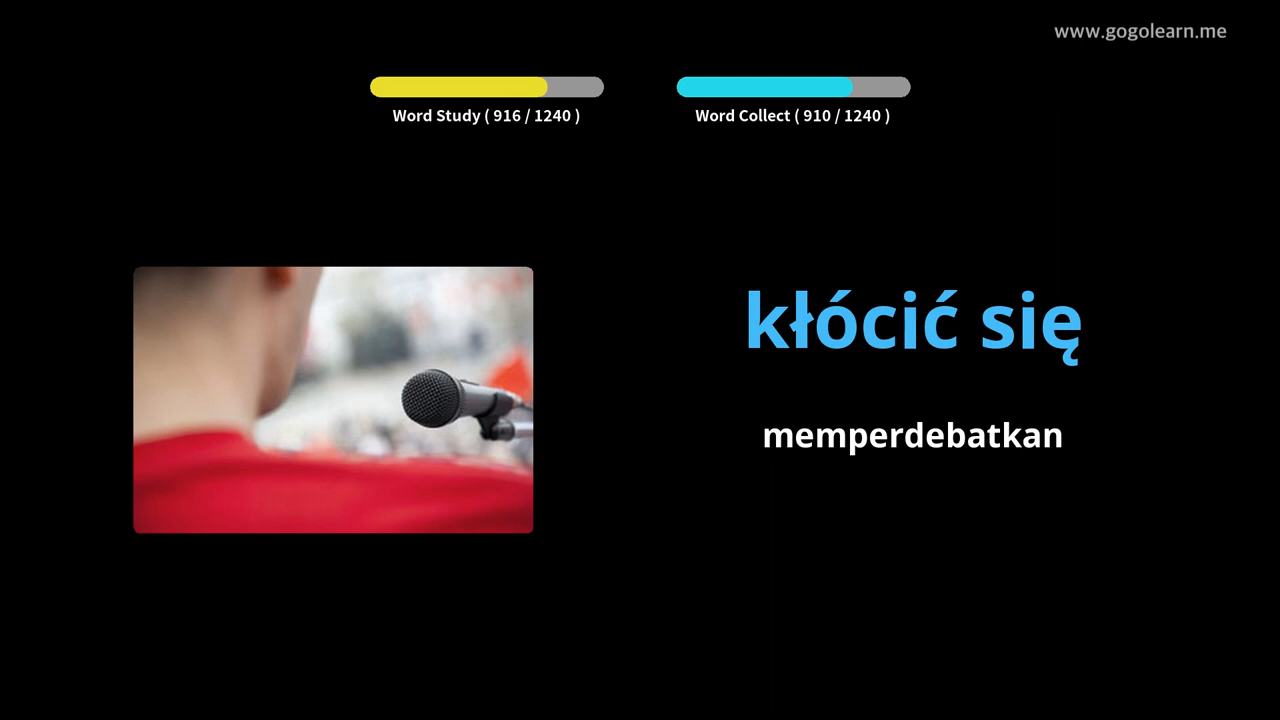 www.gogolearn.me
Word Study ( 916 / 1240 )
Word Collect ( 910 / 1240 )
kłócić się
memperdebatkan